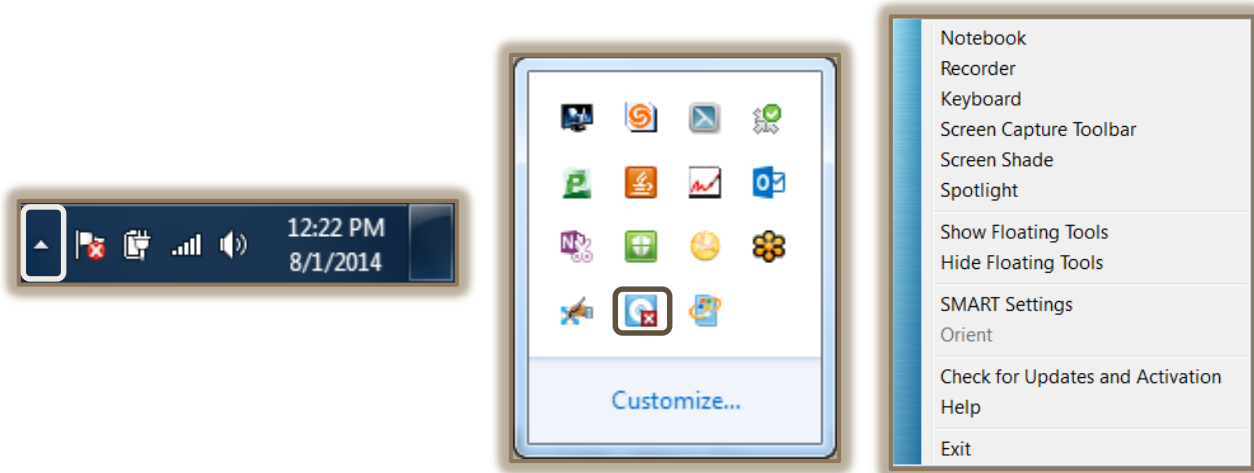 12:22 PM
8/1/2014
Customize...
Notebook
Recorder
Keyboard
Screen Capture Toolbar
Screen Shade
Spotlight
Show Floating Tools
Hide Floating Tools
SMART Settings
Orient
Check for Updates and Activation
Help
Exit